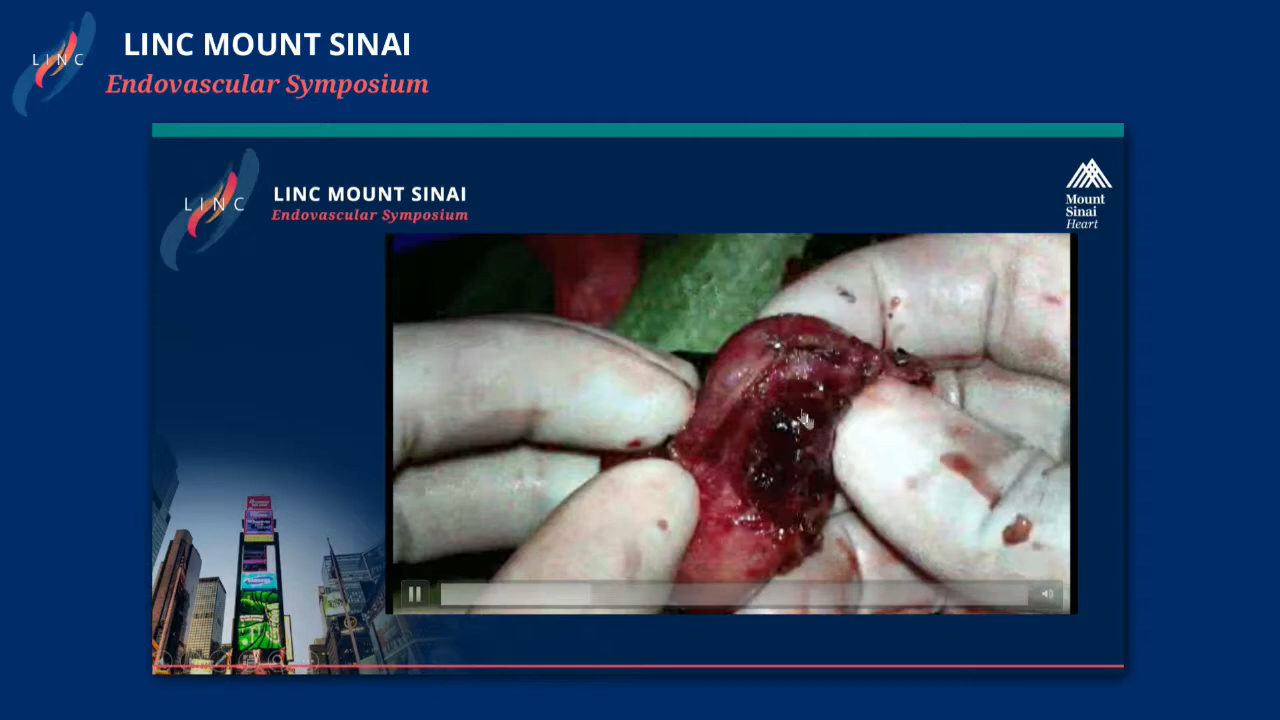 LINC
LINC MOUNT SINAI
Endovascular Symposium
LINC
LINC MOUNT SINAI
Endovascular Symposium
Mount
Sinai
Heart